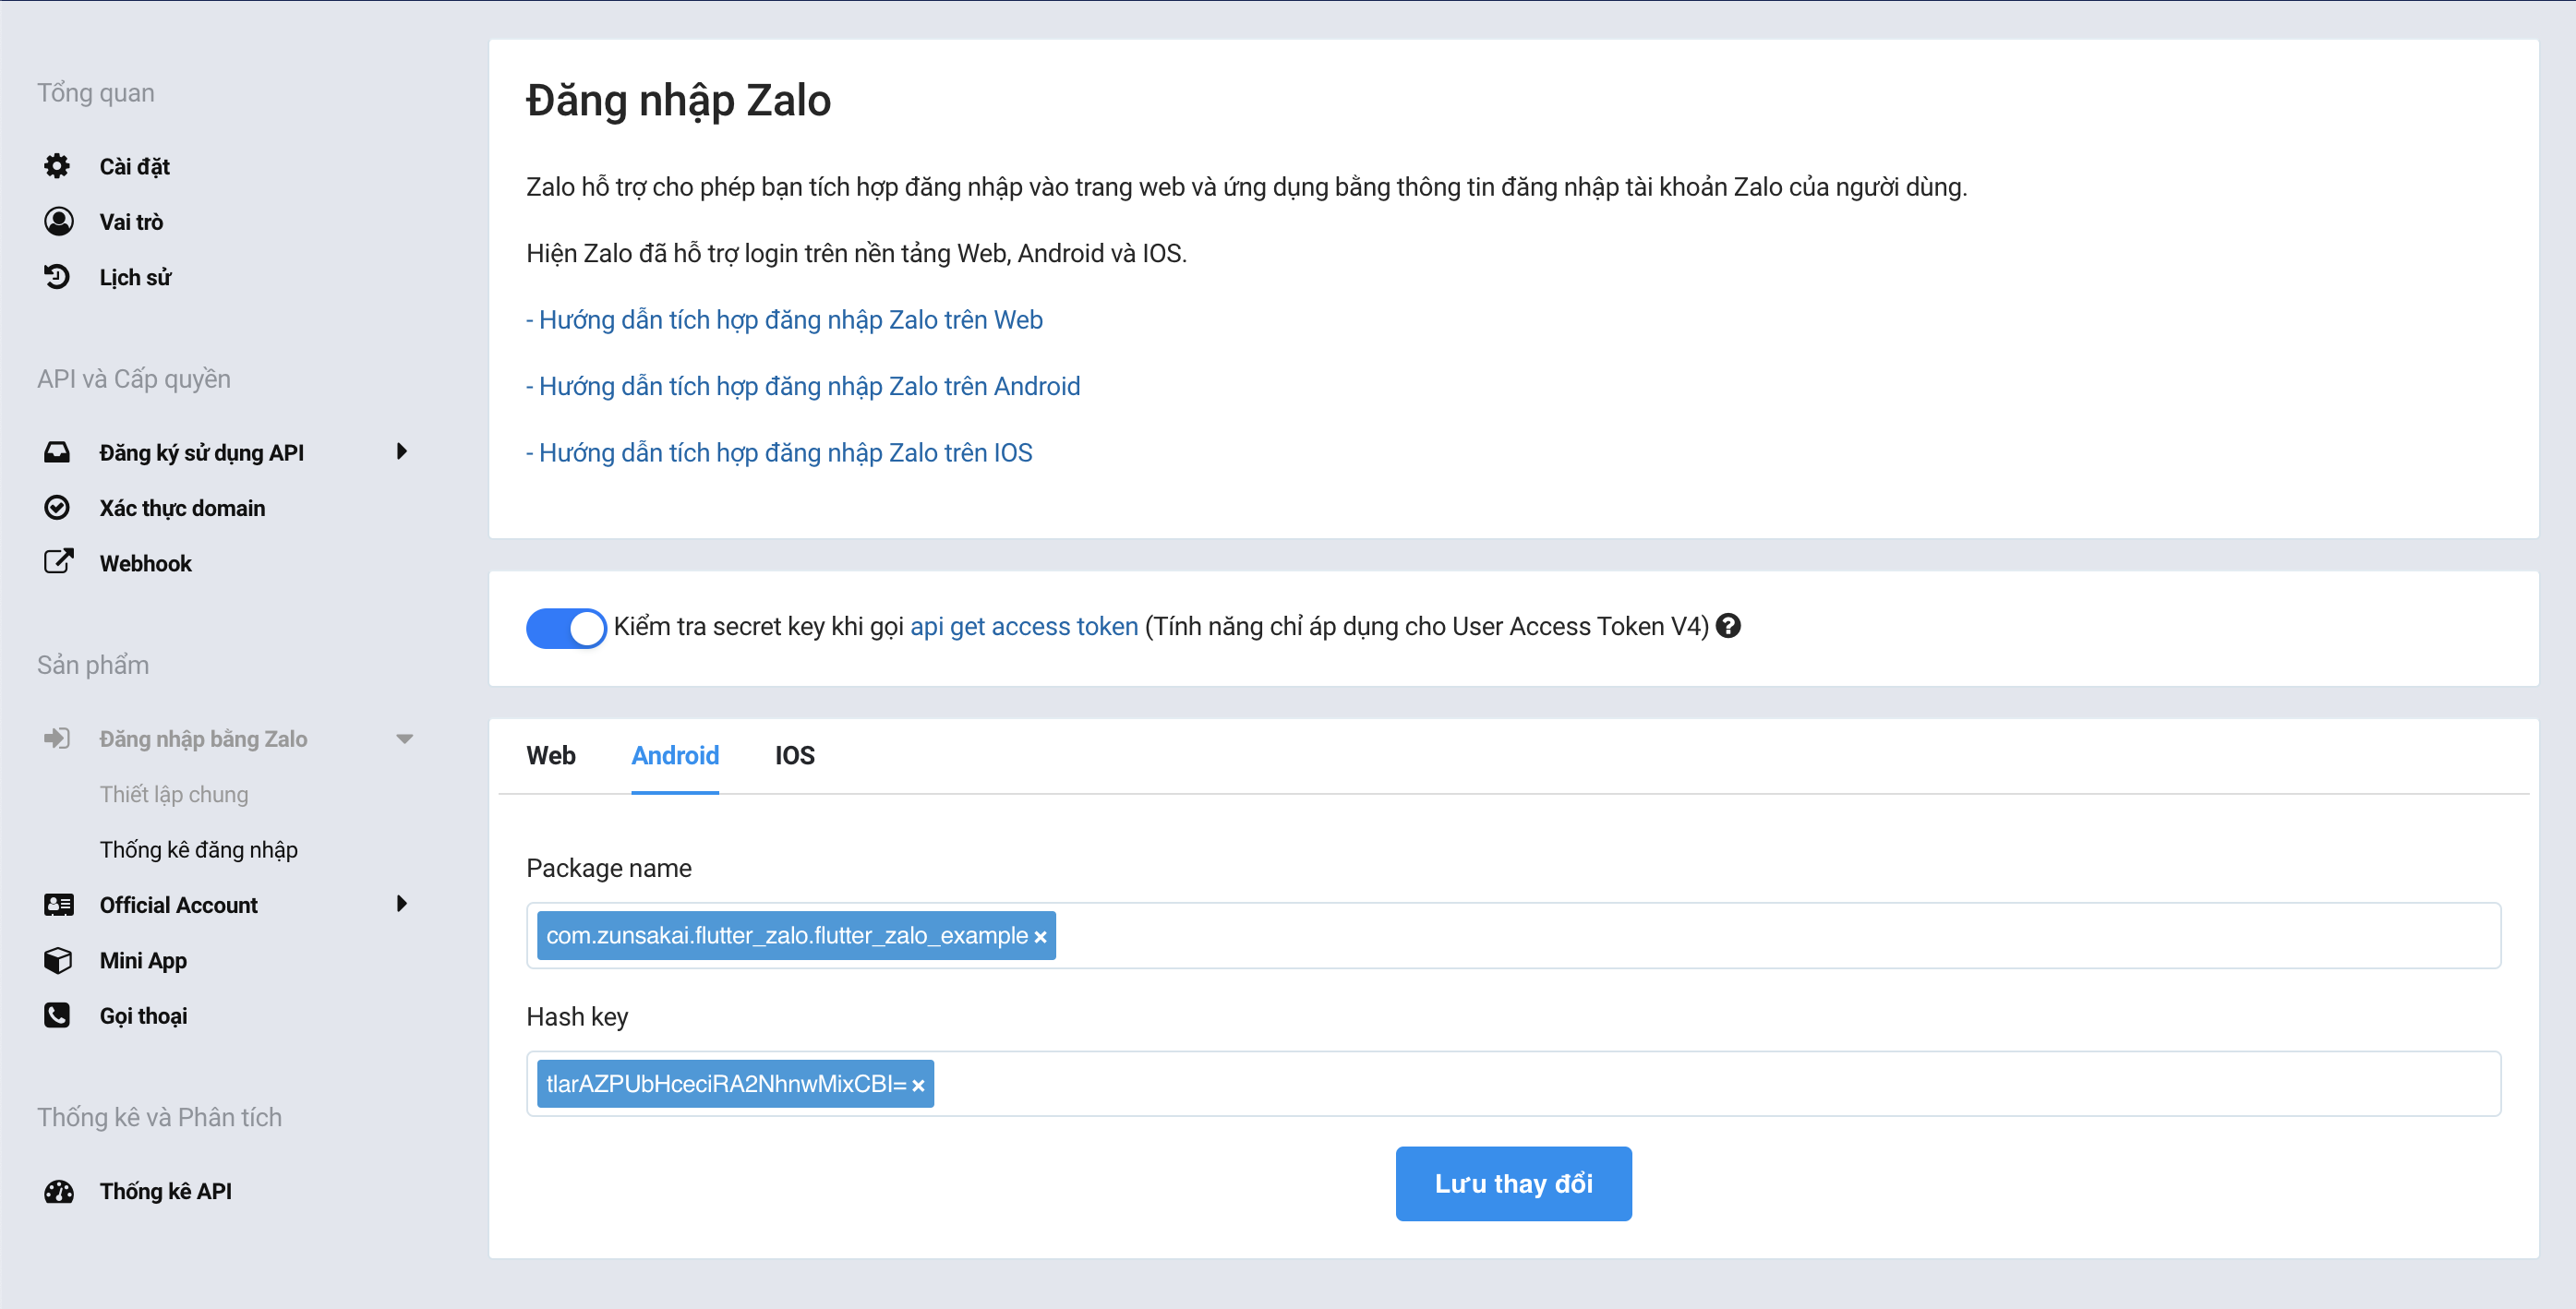 Tổng quan
Cài đặt
Vai trò
Lịch sử
API và Cấp quyền
Đăng ký sử dụng API
Xác thực domain
Webhook
Sản phẩm
Đăng nhập bằng Zalo
Thiết lập chung
Thống kê đăng nhập
Official Account
Mini App
Gọi thoại
Thống kê và Phân tích
Thống kê API
Đăng nhập Zalo
Zalo hỗ trợ cho phép bạn tích hợp đăng nhập vào trang web và ứng dụng bằng thông tin đăng nhập tài khoản Zalo của người dùng.
Hiện Zalo đã hỗ trợ login trên nền tảng Web, Android và IOS.
- Hướng dẫn tích hợp đăng nhập Zalo trên Web
- Hướng dẫn tích hợp đăng nhập Zalo trên Android
- Hướng dẫn tích hợp đăng nhập Zalo trên IOS
Kiểm tra secret key khi gọi api get access token (Tính năng chỉ áp dụng cho User Access Token V4)
Web Android IOS
Package name
com.zunsakai.flutter_zalo.flutter_zalo_example ×
Hash key
tlarAZPUbHceciRA2NhnwMixCBI= ×
Lưu thay đổi